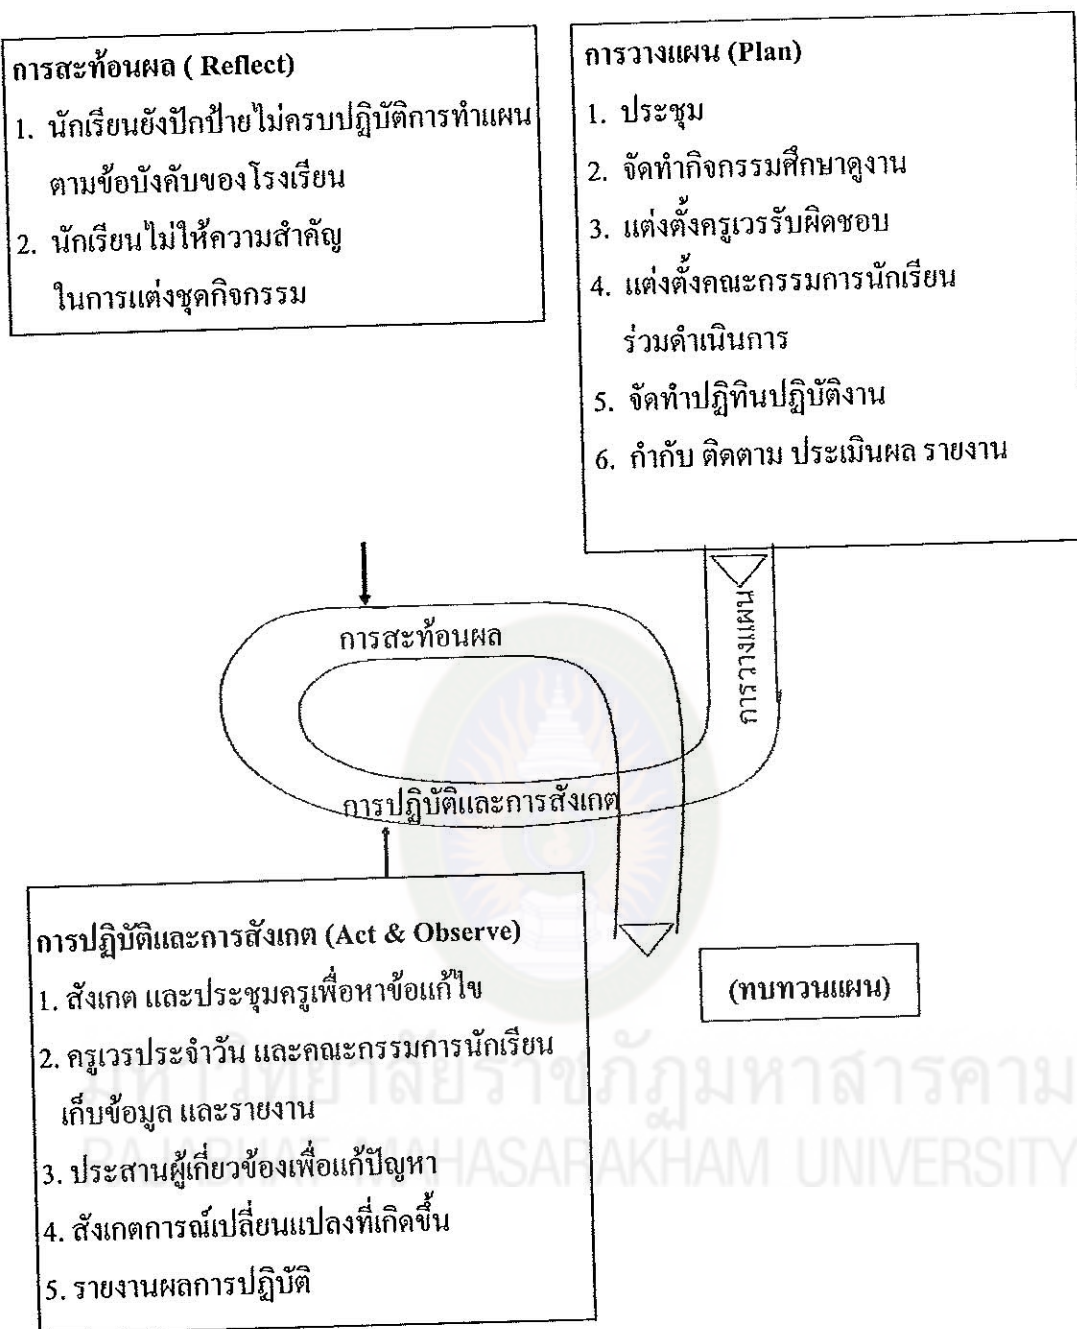 การสะท้อนผล ( Reflect)
1. นักเรียนยังปักป้ายไม่ครบปฏิบัติการทำแผน
ตามข้อบังคับของโรงเรียน
2. นักเรียนไม่ให้ความสำคัญ
ในการแต่งชุดกิจกรรม
การวางแผน (Plan)
1. ประชุม
2. จัดทำกิจกรรมศึกษาดูงาน
3. แต่งตั้งครูเวรรับผิดชอบ
4. แต่งตั้งคณะกรรมการนักเรียน
ร่วมดำเนินการ
5. จัดทำปฏิทินปฏิบัติงาน
6. กำกับ ติดตาม ประเมินผล รายงาน
การวางแผน
การสะท้อนผล
การปฏิบัติและการสังเกต
การปฏิบัติและการสังเกต (Act & Observe)
1. สังเกต และประชุมครูเพื่อหาข้อแก้ไข
2. ครูเวรประจำวัน และคณะกรรมการนักเรียน
เก็บข้อมูล และรายงาน
3. ประสานผู้เกี่ยวข้องเพื่อแก้ปัญหา
4. สังเกตการณ์เปลี่ยนแปลงที่เกิดขึ้น
5. รายงานผลการปฏิบัติ
(ทบทวนแผน)
มหาวิทยาลัยราชภัฏมหาสารคาม
RAJABHAT MAHASARAKHAM UNIVERSITY